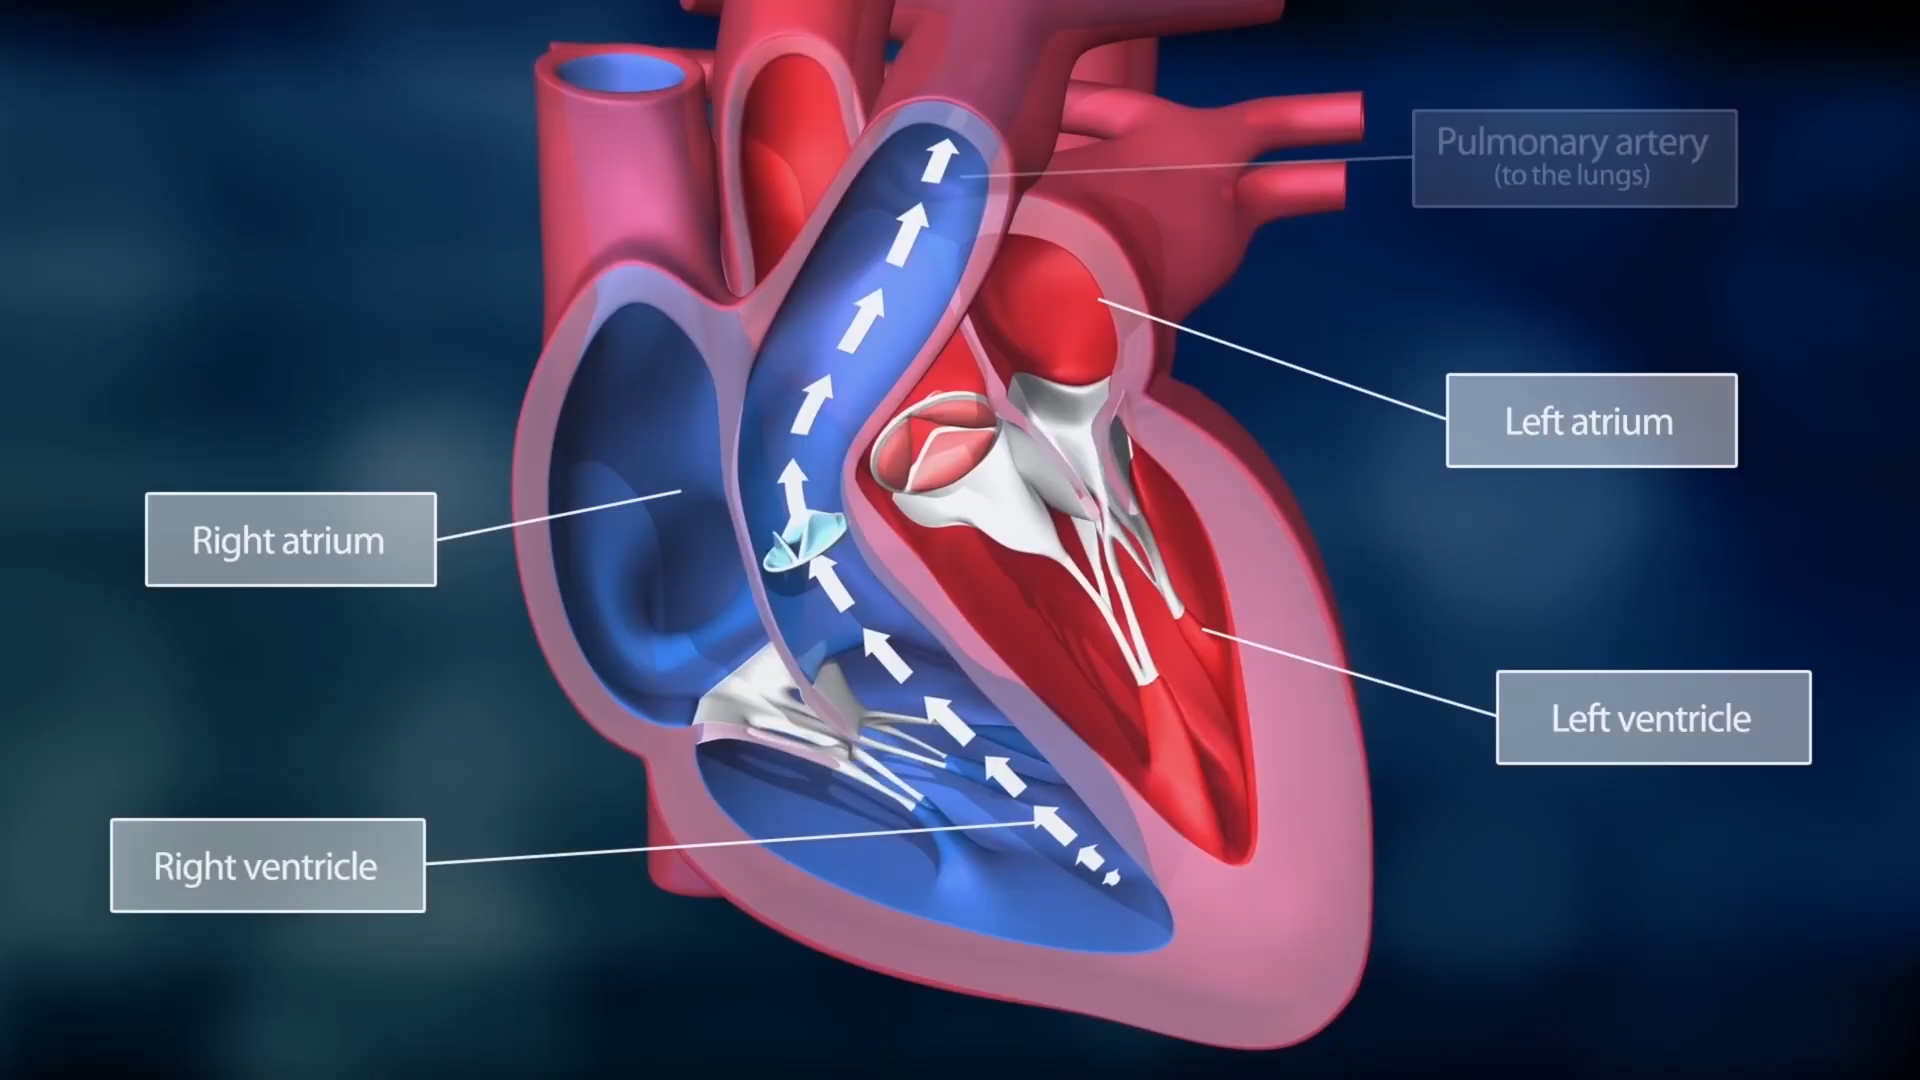 Pulmonary artery
(to the lungs)
Left atrium
Right atrium
Left ventricle
Right ventricle